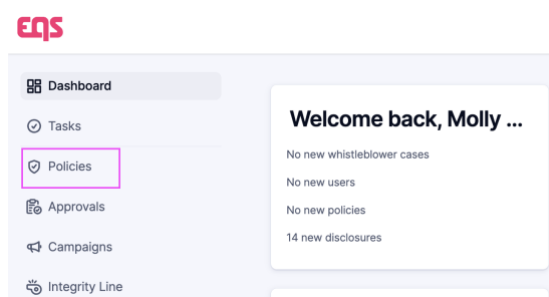 EQS
Dashboard
Tasks
Policies
Approvals
Campaigns
Integrity Line
Welcome back, Molly ...
No new whistleblower cases
No new users
No new policies
14 new disclosures